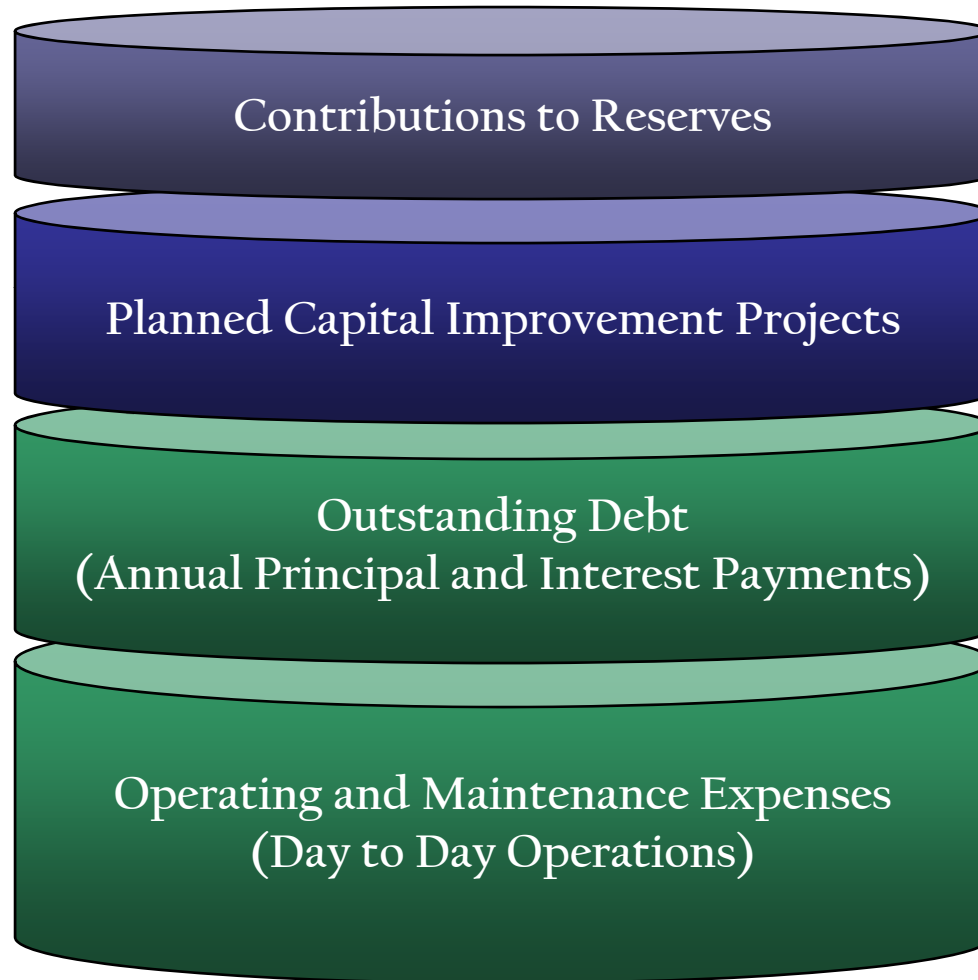 Contributions to Reserves
Planned Capital Improvement Projects
Outstanding Debt
(Annual Principal and Interest Payments)
Operating and Maintenance Expenses
(Day to Day Operations)